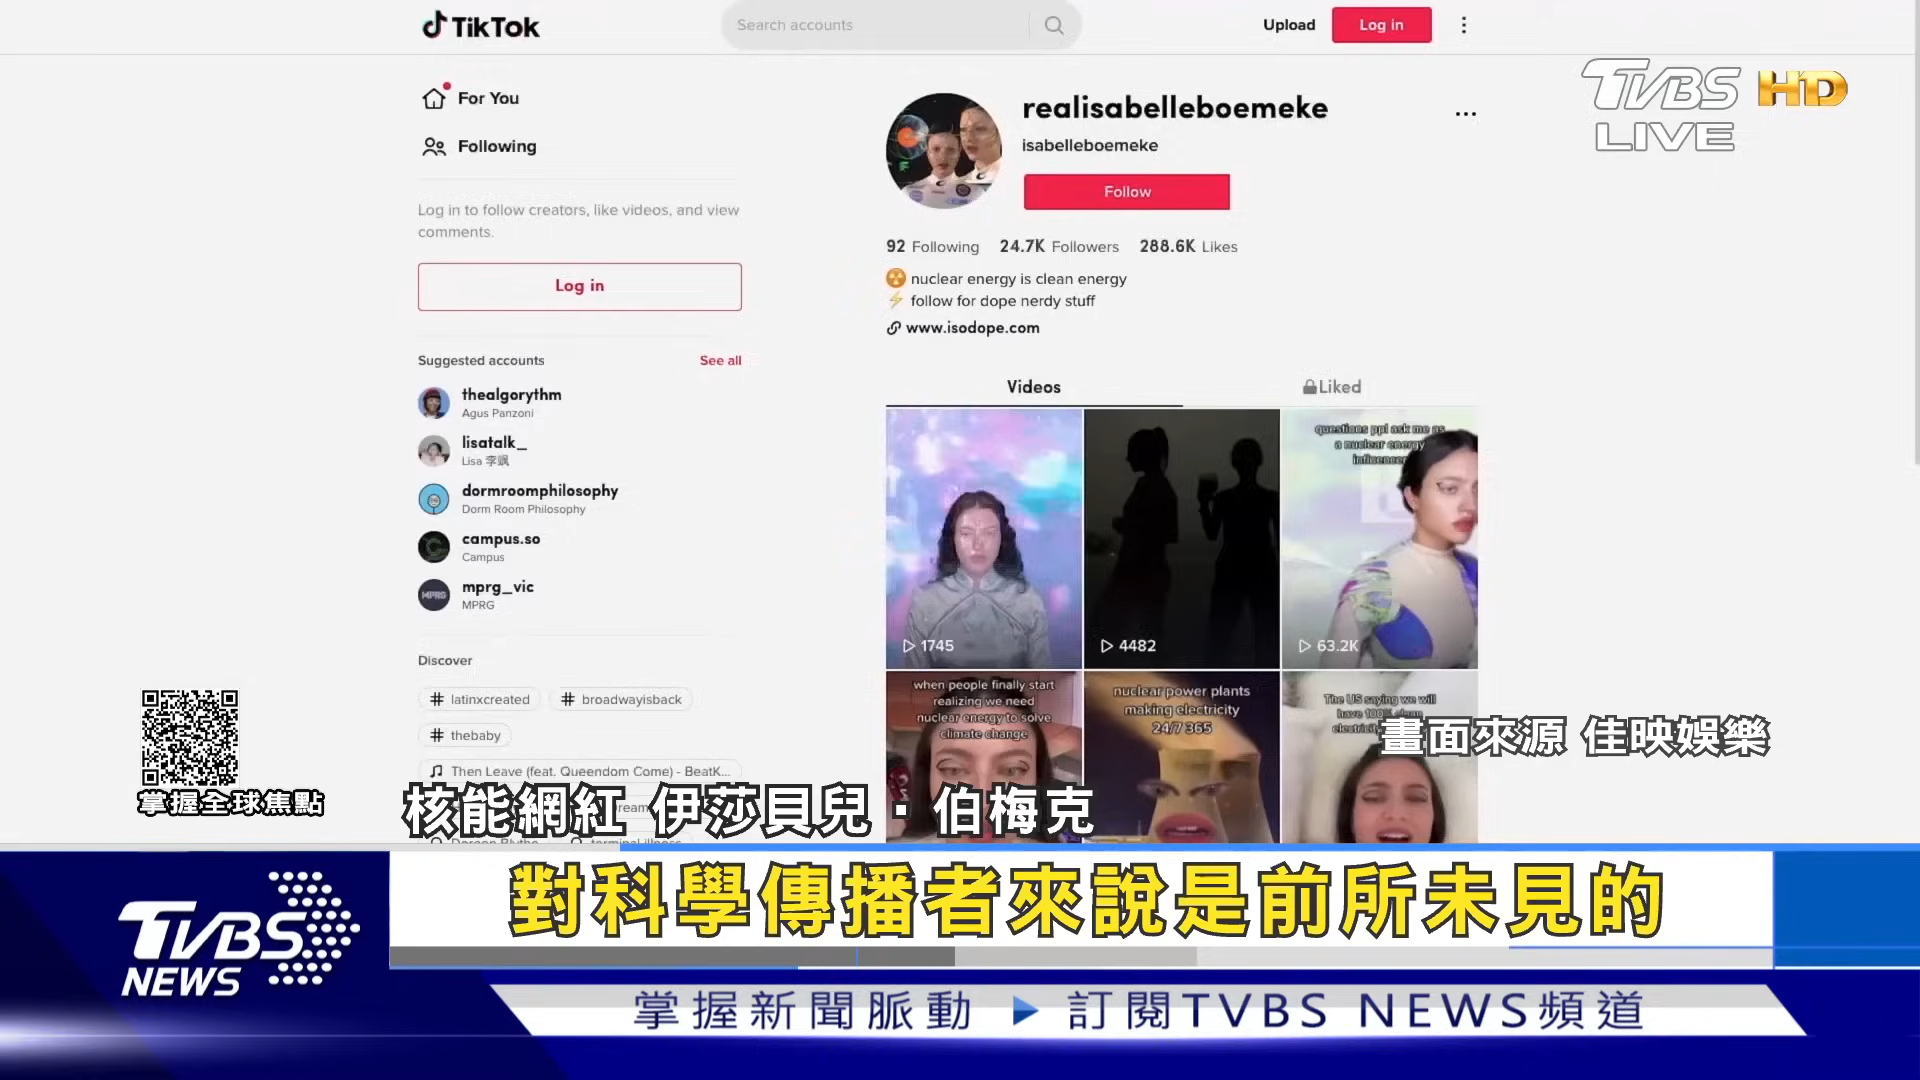 TikTok
Search accounts
Upload
Log in
TVBS HD
LIVE
For You
Following
Log in to follow creators, like videos, and view
comments.
Log in
Suggested accounts
See all
thealgorythm
Agus Panzoni
lisatalk_
Lisa 李飒
dormroomphilosophy
Dorm Room Philosophy
campus.so
Campus
mprg_vic
MPRG
Discover
# latinxcreated
# broadwayisback
# thebaby
Then Leave (feat. Queendom Come) - BeatK...
realisabelleboemeke
isabelleboemeke
Follow
92 Following 24.7K Followers 288.6K Likes
☢️ nuclear energy is clean energy
⚡ follow for dope nerdy stuff
www.isodope.com
Videos
Liked
questions ppl ask me as
a nuclear energy
influencer
1745
4482
63.2K
when people finally start
realizing we need
nuclear energy to solve
climate change
nuclear power plants
making electricity
24/7 365
The US saying we will
have 100% clean
畫面來源 佳映娛樂
掌握全球焦點
核能網紅 伊莎貝兒·伯梅克
對科學傳播者來說是前所未見的
TVBS
NEWS
掌握新聞脈動 ▶ 訂閱TVBS NEWS頻道